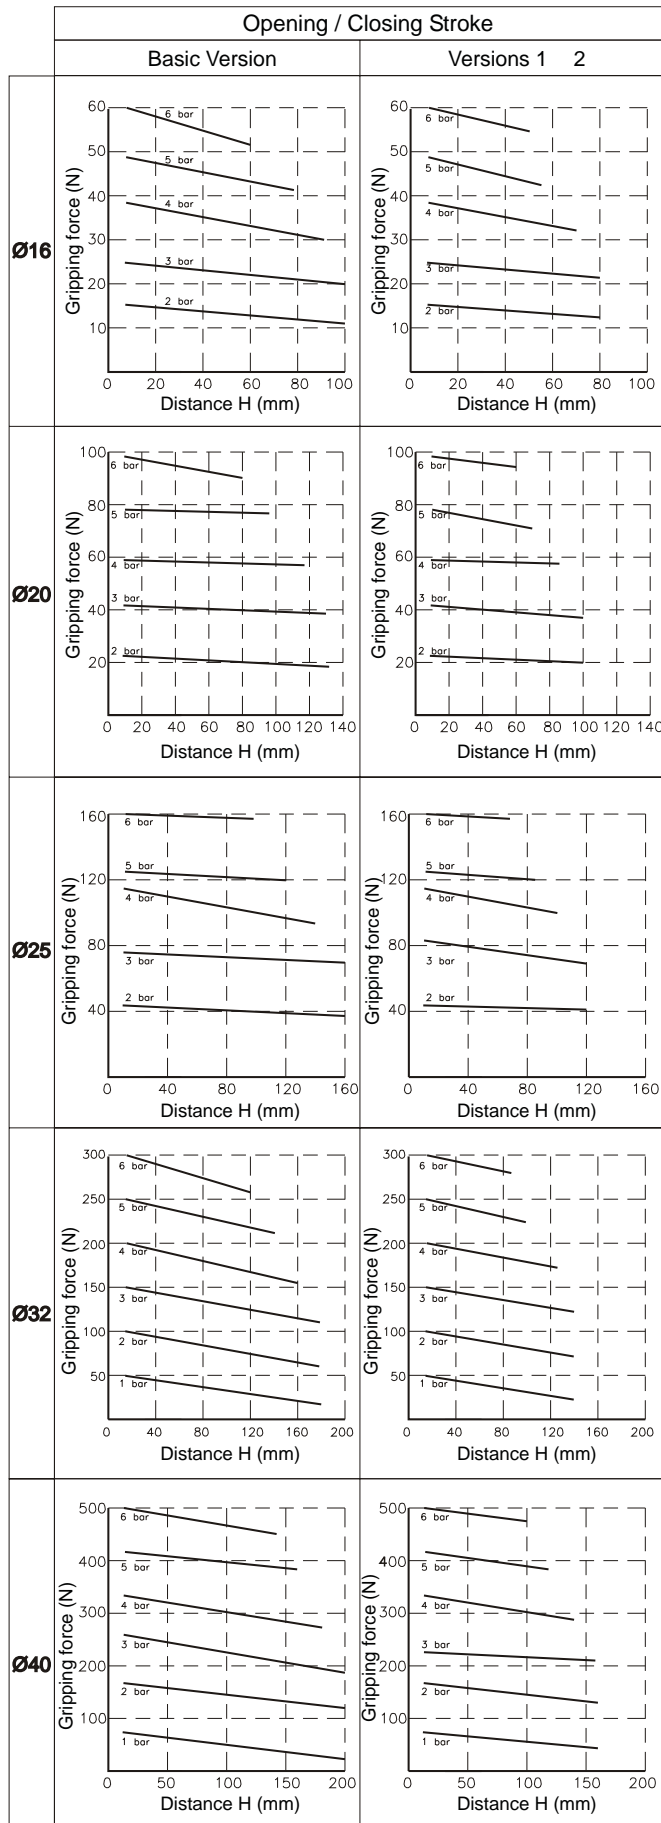 Opening / Closing Stroke
Basic Version
Versions 1 2
Ø16
Gripping force (N)
60
50
40
30
20
10
6 bar
5 bar
4 bar
3 bar
2 bar
0 20 40 60 80 100
Distance H (mm)
Gripping force (N)
60
50
40
30
20
10
6 bar
5 bar
4 bar
3 bar
2 bar
0 20 40 60 80 100
Distance H (mm)
Ø20
Gripping force (N)
100
80
60
40
20
6 bar
5 bar
4 bar
3 bar
2 bar
0 20 40 60 80 100 120 140
Distance H (mm)
Gripping force (N)
100
80
60
40
20
6 bar
5 bar
4 bar
3 bar
2 bar
0 20 40 60 80 100 120 140
Distance H (mm)
Ø25
Gripping force (N)
160
120
80
40
6 bar
5 bar
4 bar
3 bar
2 bar
0 40 80 120 160
Distance H (mm)
Gripping force (N)
160
120
80
40
6 bar
5 bar
4 bar
3 bar
2 bar
0 40 80 120 160
Distance H (mm)
Ø32
Gripping force (N)
300
250
200
150
100
50
6 bar
5 bar
4 bar
3 bar
2 bar
1 bar
0 40 80 120 160 200
Distance H (mm)
Gripping force (N)
300
250
200
150
100
50
6 bar
5 bar
4 bar
3 bar
2 bar
1 bar
0 40 80 120 160 200
Distance H (mm)
Ø40
Gripping force (N)
500
400
300
200
100
6 bar
5 bar
4 bar
3 bar
2 bar
1 bar
0 50 100 150 200
Distance H (mm)
Gripping force (N)
500
400
300
200
100
6 bar
5 bar
4 bar
3 bar
2 bar
1 bar
0 50 100 150 200
Distance H (mm)